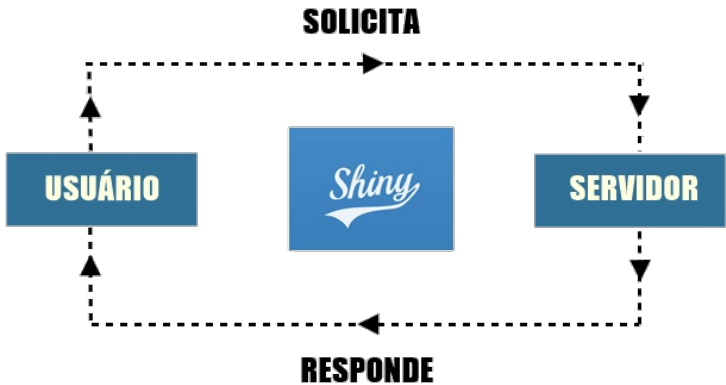 SOLICITA
USUÁRIO
Shiny
SERVIDOR
RESPONDE